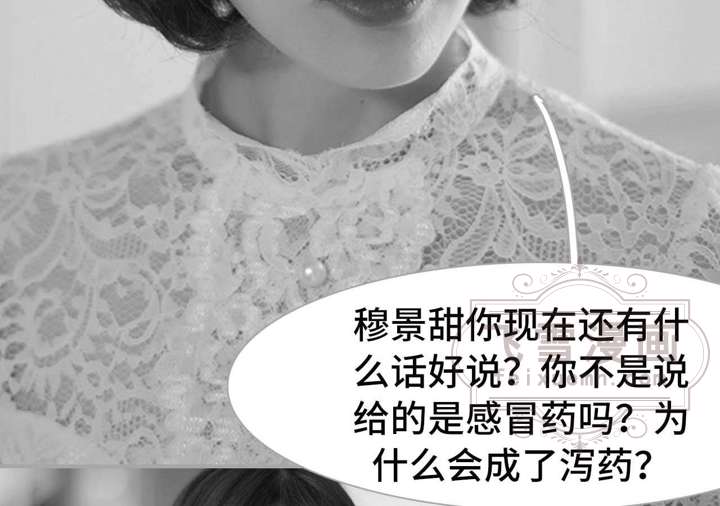 穆景甜你现在还有什
么话好说？你不是说
给的是感冒药吗？为
什么会成了泻药？